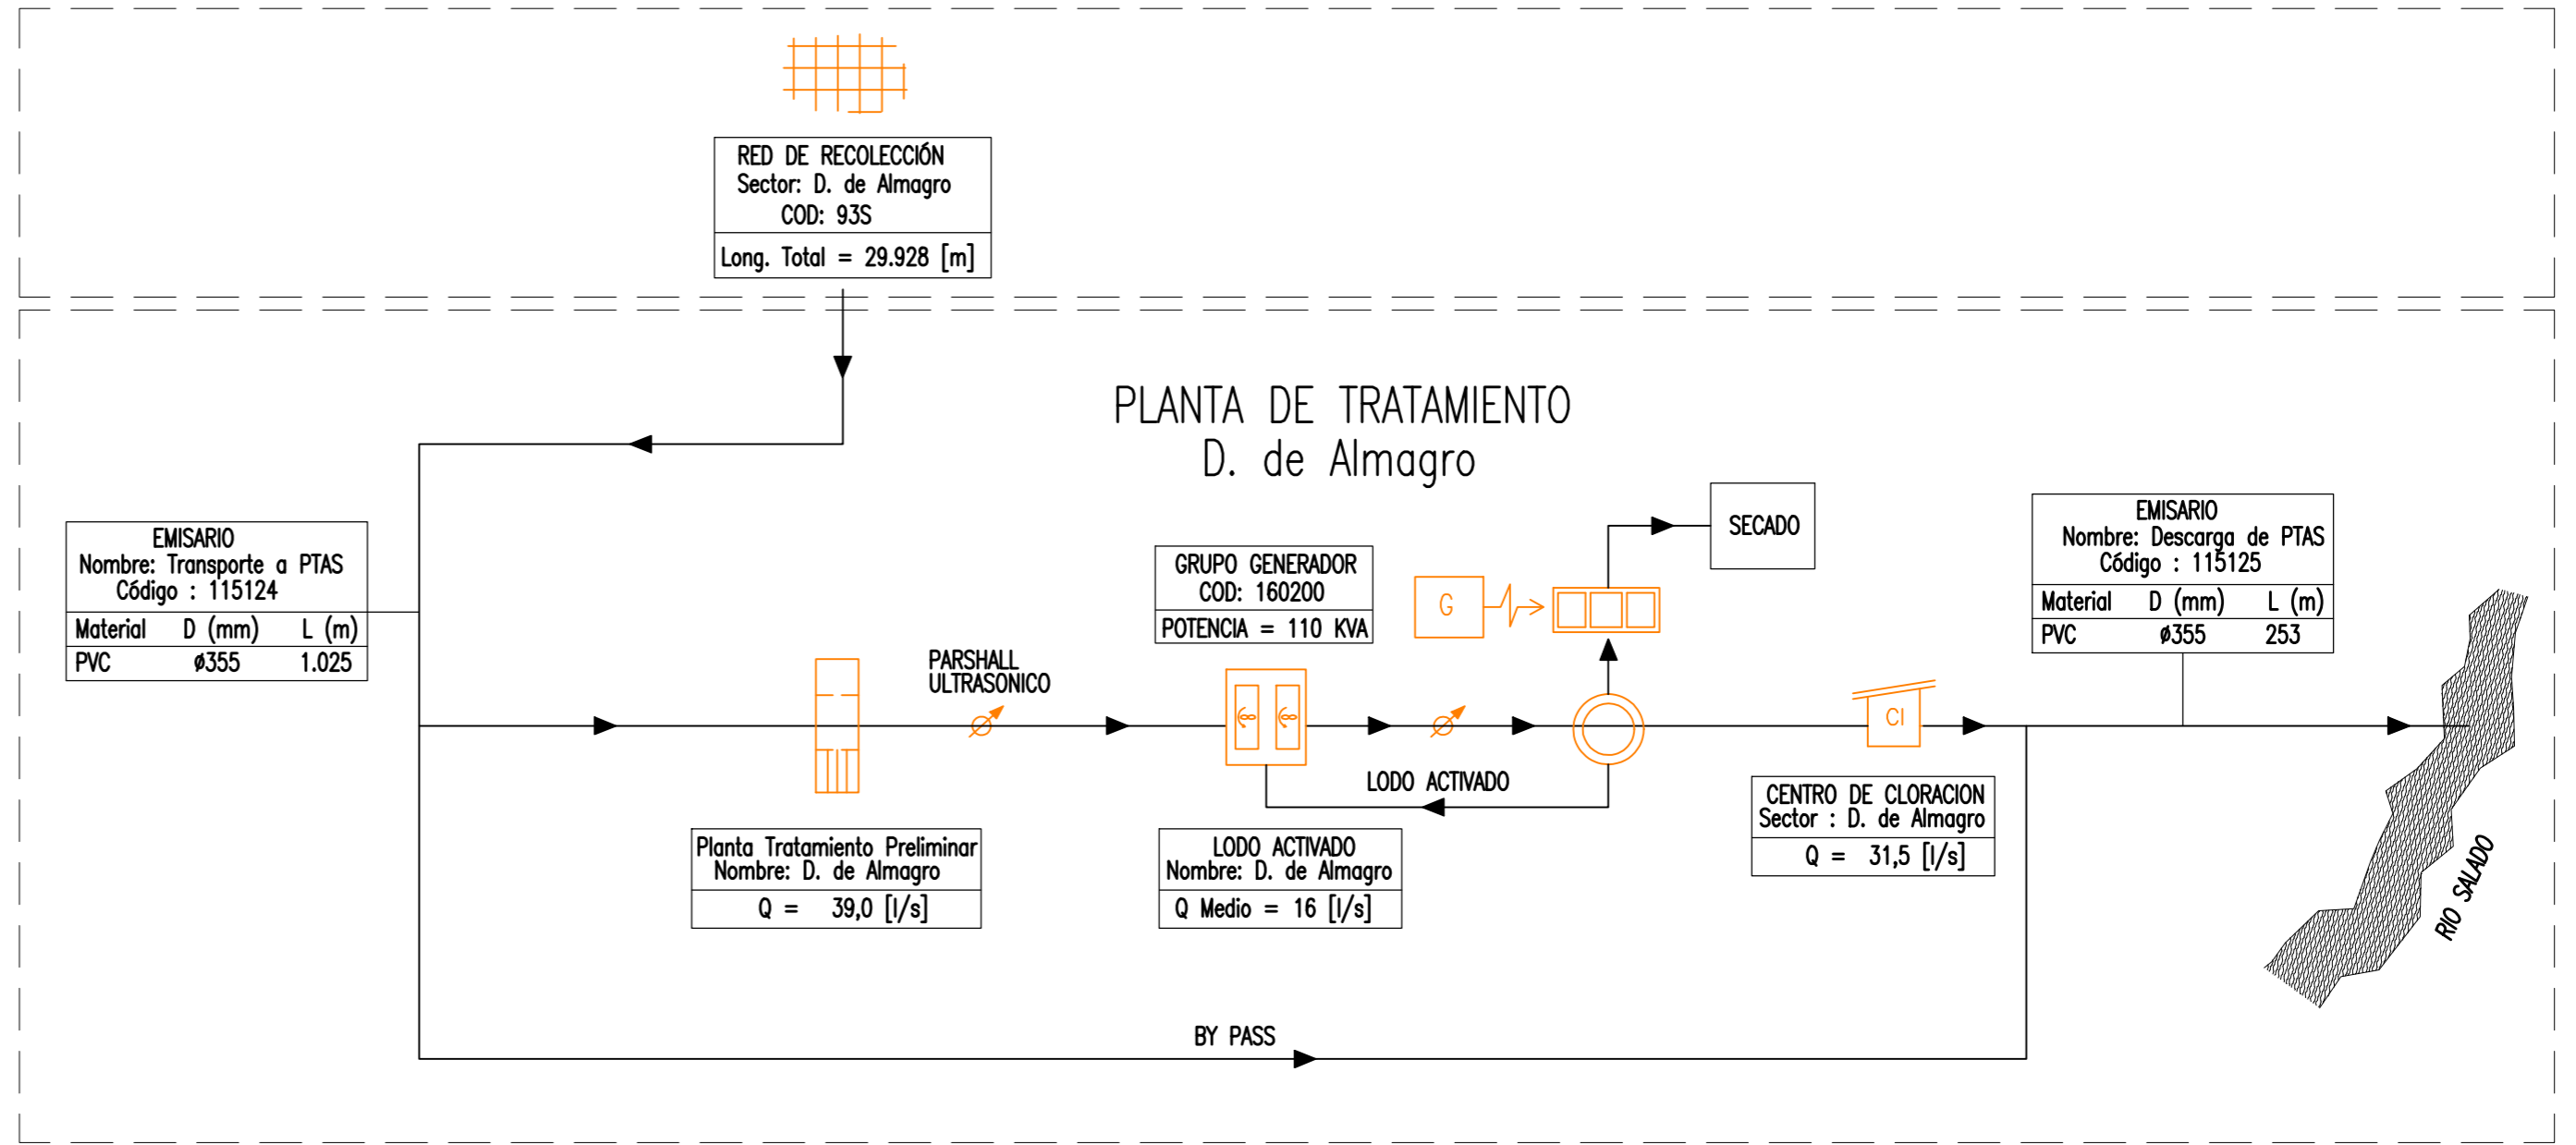 RED DE RECOLECCIÓN
Sector: D. de Almagro
COD: 93S
Long. Total = 29.928 [m]
PLANTA DE TRATAMIENTO
D. de Almagro
EMISARIO
Nombre: Transporte a PTAS
Código : 115124
Material D (mm) L (m)
PVC ø355 1.025
PARSHALL
ULTRASONICO
GRUPO GENERADOR
COD: 160200
POTENCIA = 110 KVA
G
SECADO
EMISARIO
Nombre: Descarga de PTAS
Código : 115125
Material D (mm) L (m)
PVC ø355 253
Cl
LODO ACTIVADO
Planta Tratamiento Preliminar
Nombre: D. de Almagro
Q = 39,0 [l/s]
LODO ACTIVADO
Nombre: D. de Almagro
Q Medio = 16 [l/s]
CENTRO DE CLORACION
Sector : D. de Almagro
Q = 31,5 [l/s]
RIO SALADO
BY PASS